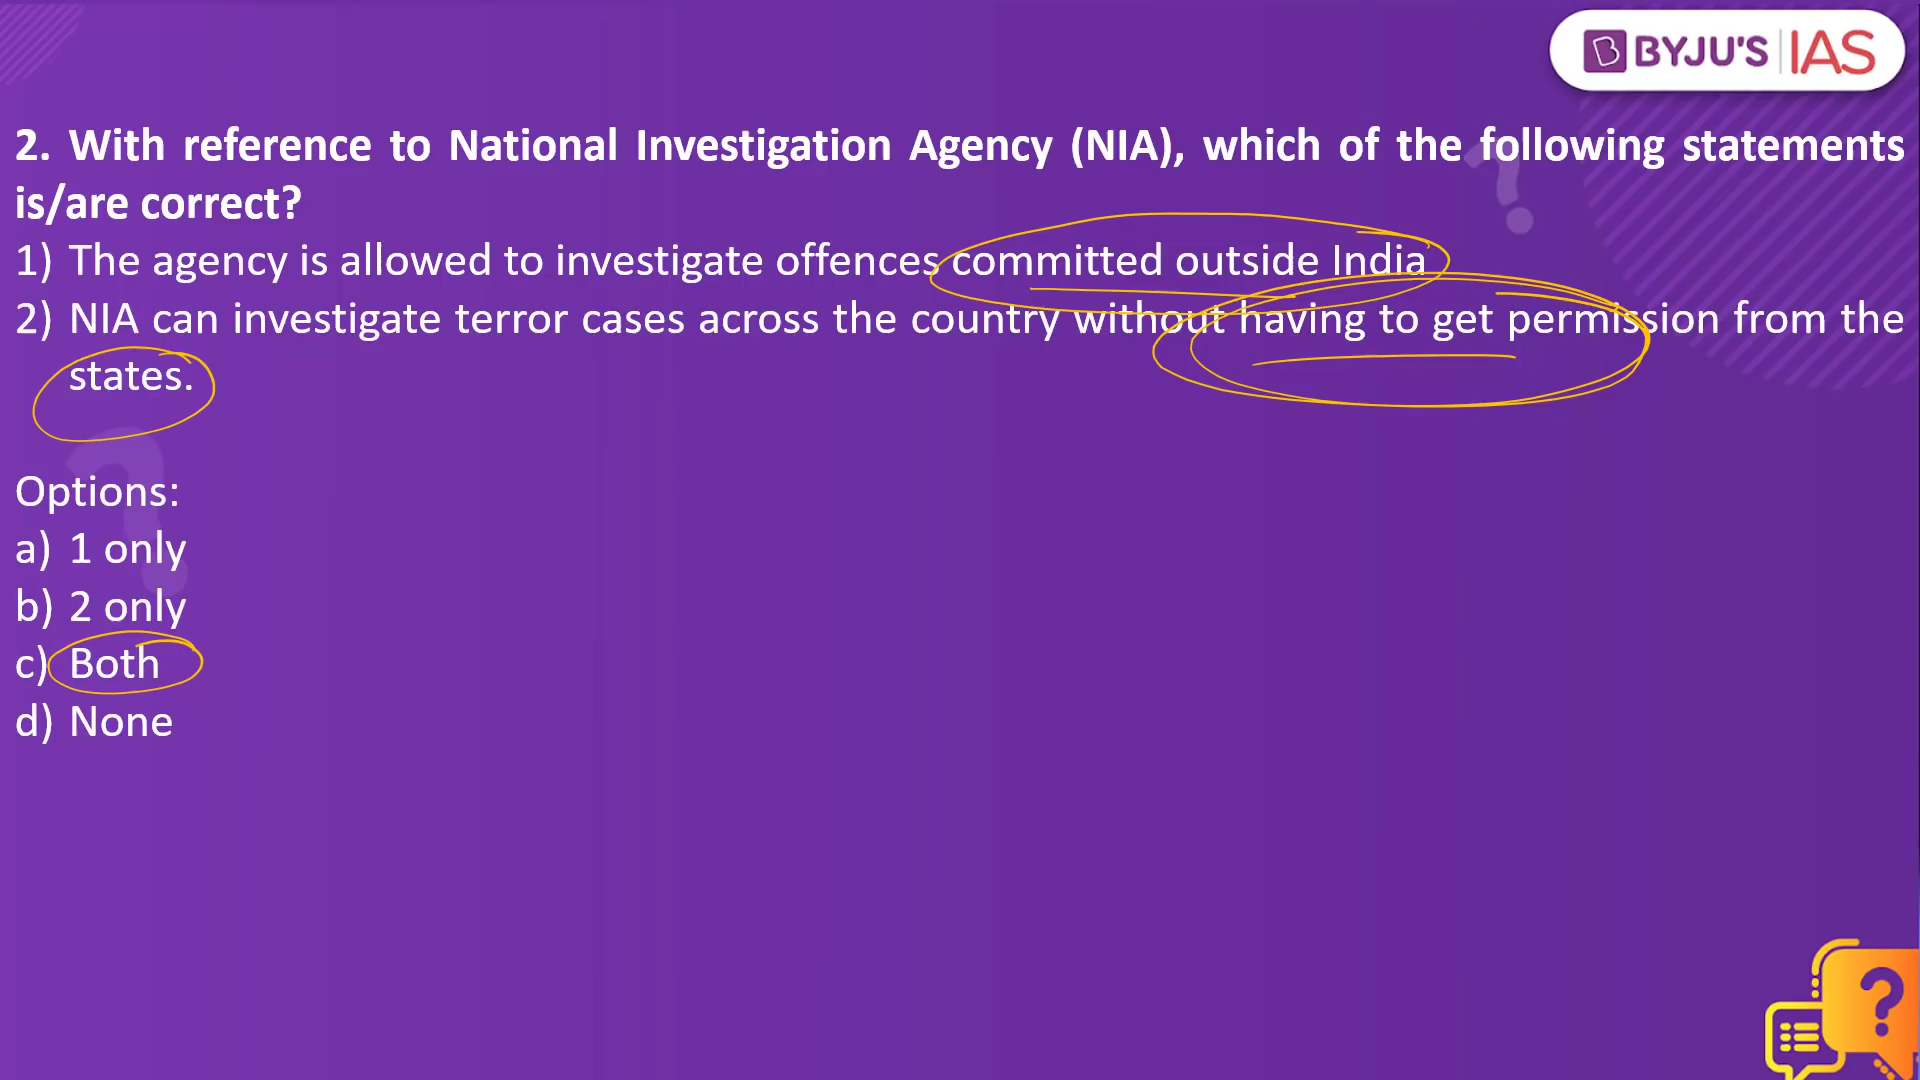 BYJU'S IAS
2. With reference to National Investigation Agency (NIA), which of the following statements
is/are correct?
1) The agency is allowed to investigate offences committed outside India
2) NIA can investigate terror cases across the country without having to get permission from the
states.
Options:
a) 1 only
b) 2 only
c) Both
d) None